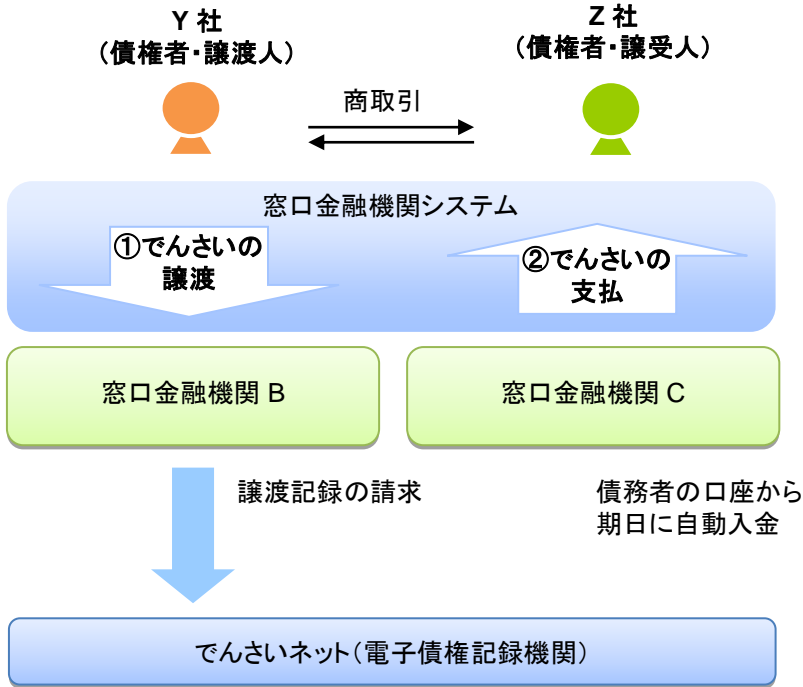 Y 社
（債権者・譲渡人）
Z 社
（債権者・譲受人）
商取引
窓口金融機関システム
①でんさいの
譲渡
②でんさいの
支払
窓口金融機関 B
窓口金融機関 C
譲渡記録の請求
債務者の口座から
期日に自動入金
でんさいネット（電子債権記録機関）